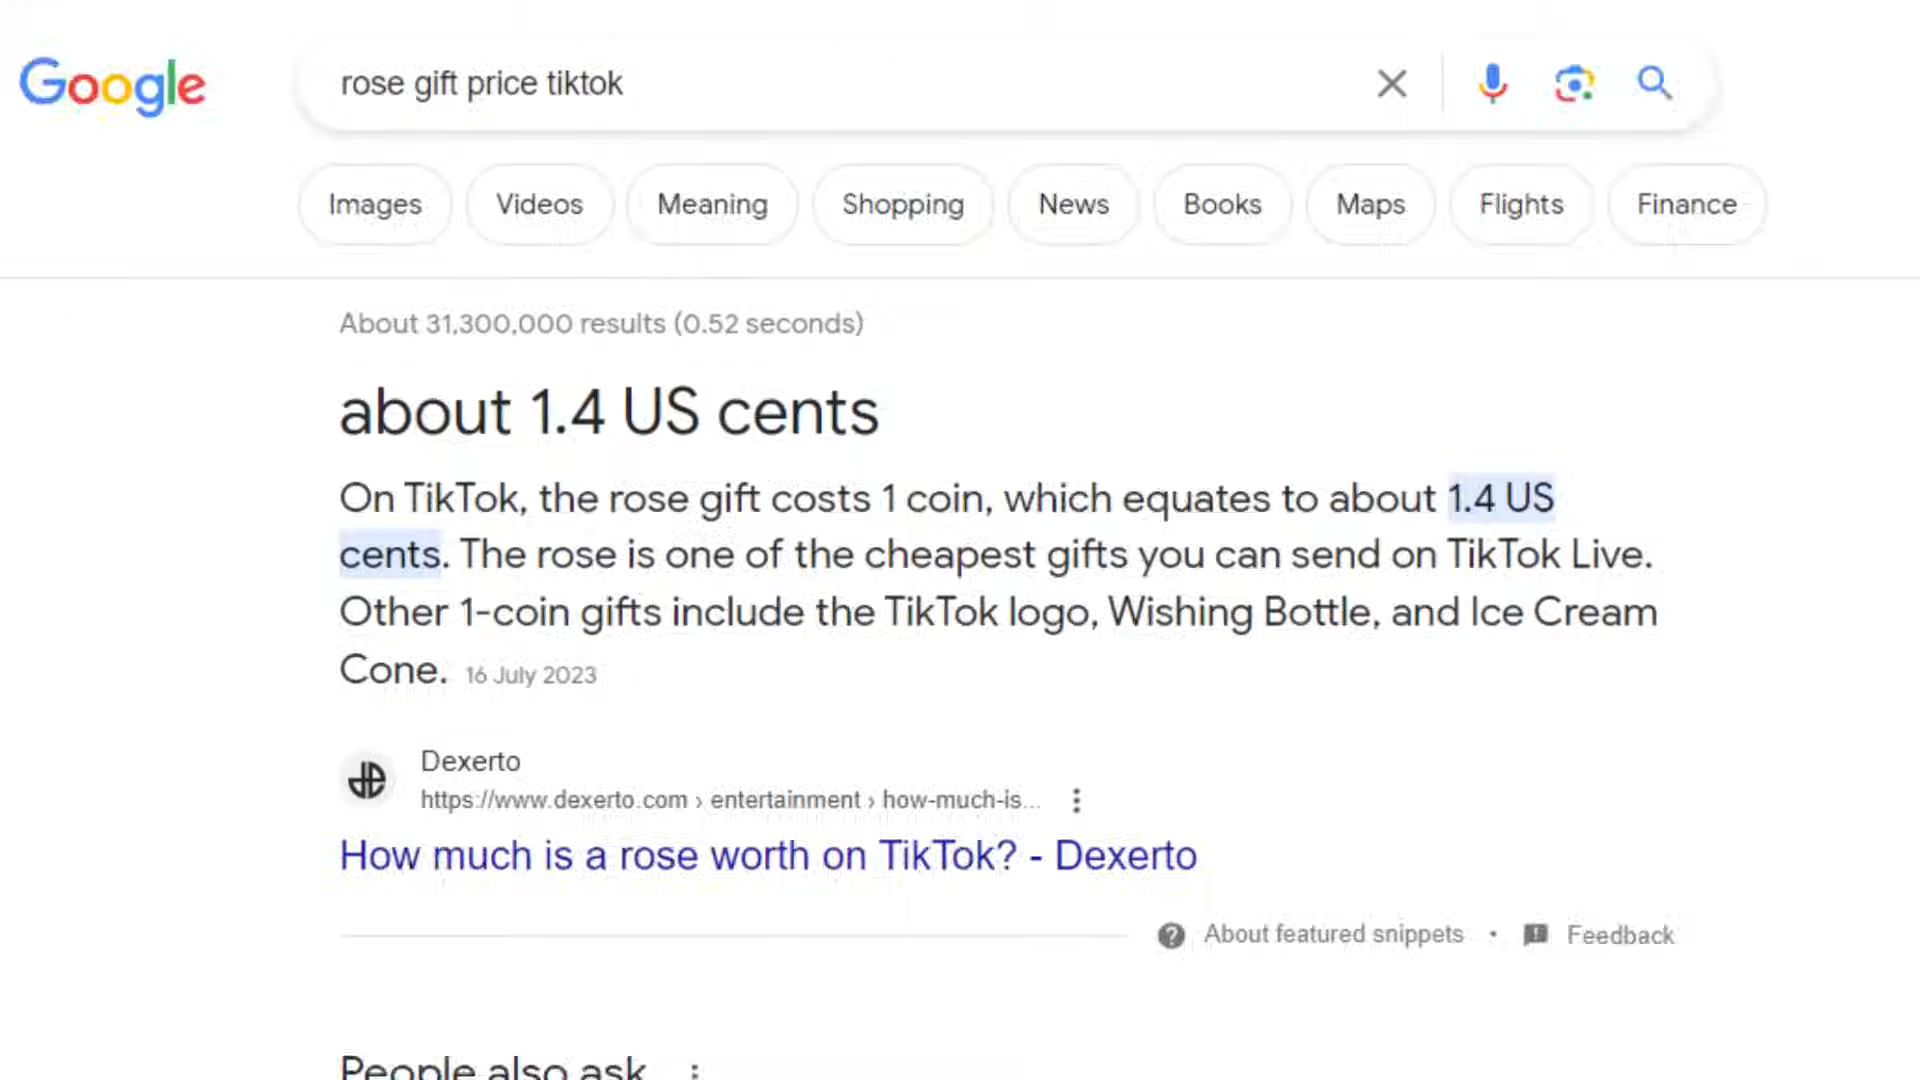 Google
rose gift price tiktok
Images Videos Meaning Shopping News Books Maps Flights Finance
About 31,300,000 results (0.52 seconds)
about 1.4 US cents
On TikTok, the rose gift costs 1 coin, which equates to about 1.4 US
cents. The rose is one of the cheapest gifts you can send on TikTok Live.
Other 1-coin gifts include the TikTok logo, Wishing Bottle, and Ice Cream
Cone. 16 July 2023
Dexerto
https://www.dexerto.com › entertainment › how-much-is...
How much is a rose worth on TikTok? - Dexerto
About featured snippets • Feedback
People also ask